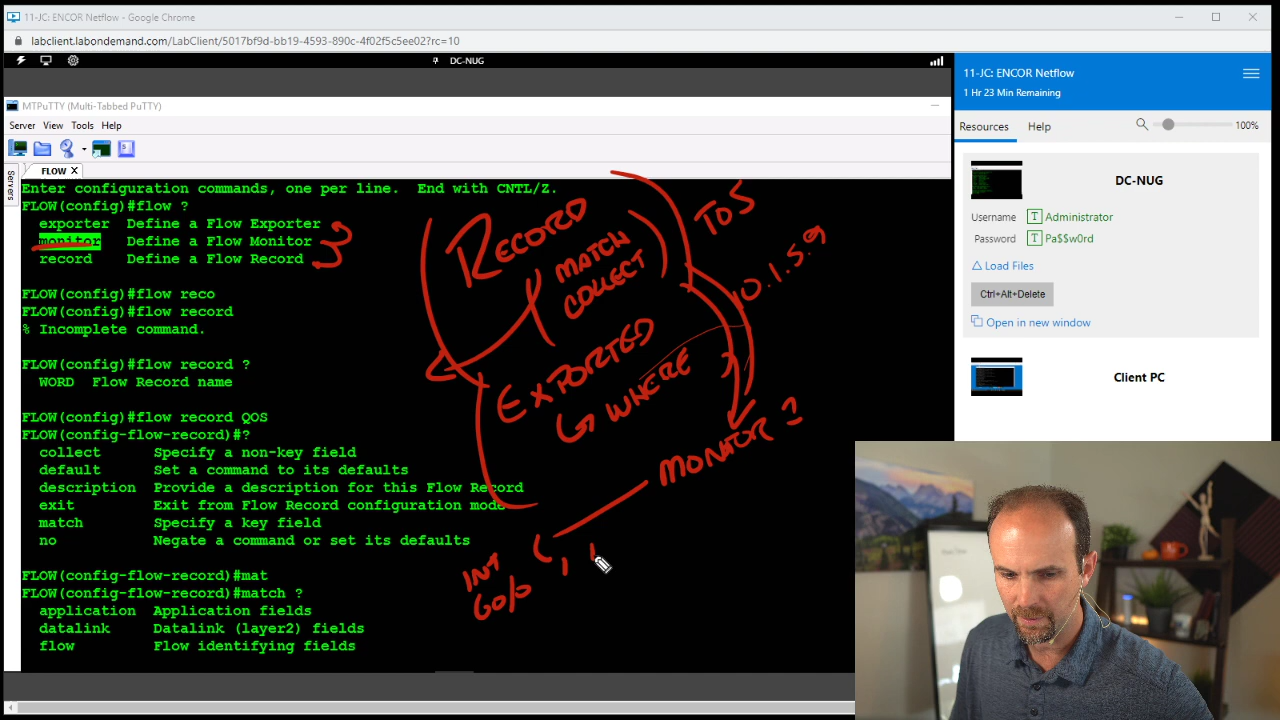 11-JC: ENCOR Netflow - Google Chrome
labclient.labondemand.com/LabClient/5017bf9d-bb19-4593-890c-4f02f5c5ee02?rc=10
DC-NUG
MTPuTTY (Multi-Tabbed PuTTY)
Server View Tools Help
FLOW X
Servers
Enter configuration commands, one per line. End with CNTL/Z.
FLOW(config)#flow ?
exporter Define a Flow Exporter
monitor Define a Flow Monitor
record Define a Flow Record
FLOW(config)#flow reco
FLOW(config)#flow record
% Incomplete command.
FLOW(config)#flow record ?
WORD Flow Record name
FLOW(config)#flow record QOS
FLOW(config-flow-record)#?
collect Specify a non-key field
default Set a command to its defaults
description Provide a description for this Flow Record
exit Exit from Flow Record configuration mode
match Specify a key field
no Negate a command or set its defaults
FLOW(config-flow-record)#mat
FLOW(config-flow-record)#match ?
application Application fields
datalink Datalink (layer2) fields
flow Flow identifying fields
RECORD
MATCH
COLLECT
TOS
10.1.5.9
EXPORTED
WHERE
MONITOR
INT
G0/0
11-JC: ENCOR Netflow
1 Hr 23 Min Remaining
Resources Help 100%
DC-NUG
Username T Administrator
Password T Pa$$w0rd
Load Files
Ctrl+Alt+Delete
Open in new window
Client PC